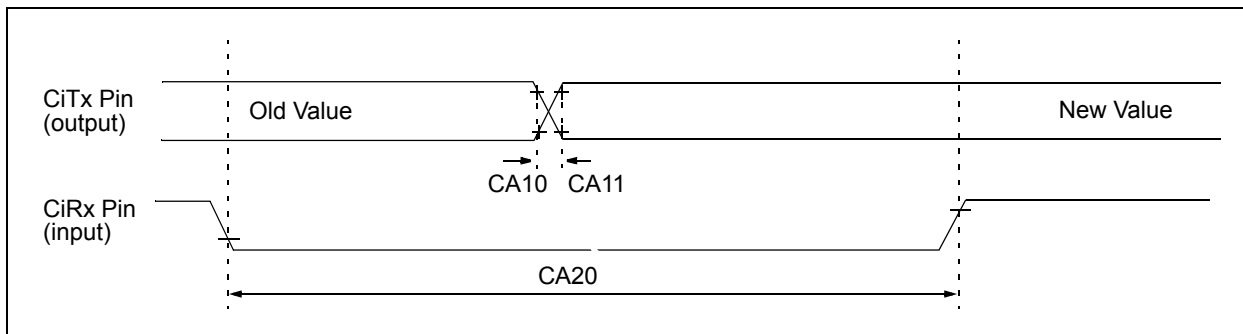 CiTx Pin
(output)
Old Value
New Value
CA10 CA11
CiRx Pin
(input)
CA20